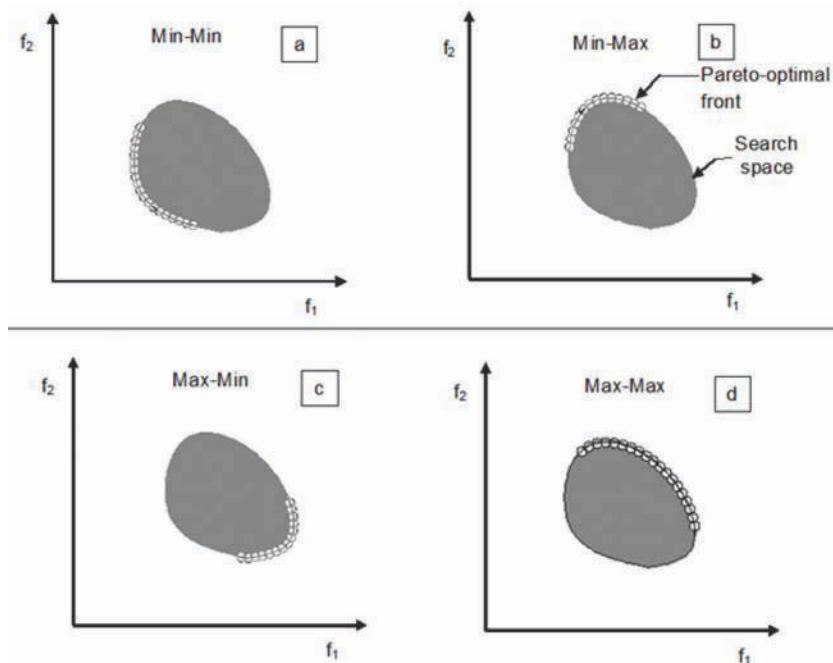 f2
Min-Min
a
f1
f2
Min-Max
b
Pareto-optimal
front
Search
space
f1
f2
Max-Min
c
f1
f2
Max-Max
d
f1